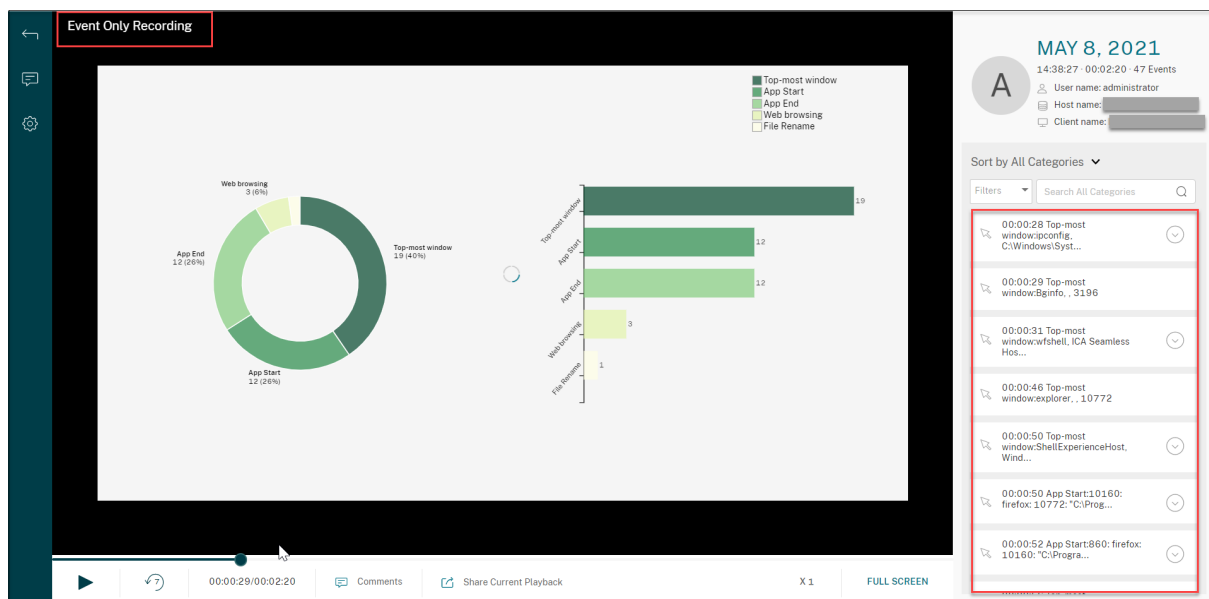 Event Only Recording
Top-most window
App Start
App End
Web browsing
File Rename
Web browsing
3 (6%)
App End
12 (26%)
Top-most window
19 (40%)
App Start
12 (26%)
Top-most window
19
App Start
12
App End
12
Web browsing
3
File Rename
1
7
00:00:29/00:02:20
Comments
Share Current Playback
X 1
FULL SCREEN
A
MAY 8, 2021
14:38:27 · 00:02:20 · 47 Events
User name: administrator
Host name:
Client name:
Sort by All Categories
Filters
Search All Categories
00:00:28 Top-most
window:ipconfig,
C:\Windows\Syst...
00:00:29 Top-most
window:Bginfo, , 3196
00:00:31 Top-most
window:wfshell, ICA Seamless
Hos...
00:00:46 Top-most
window:explorer, , 10772
00:00:50 Top-most
window:ShellExperienceHost,
Wind...
00:00:50 App Start:10160:
firefox: 10772: "C:\Prog...
00:00:52 App Start:860: firefox:
10160: "C:\Progra...